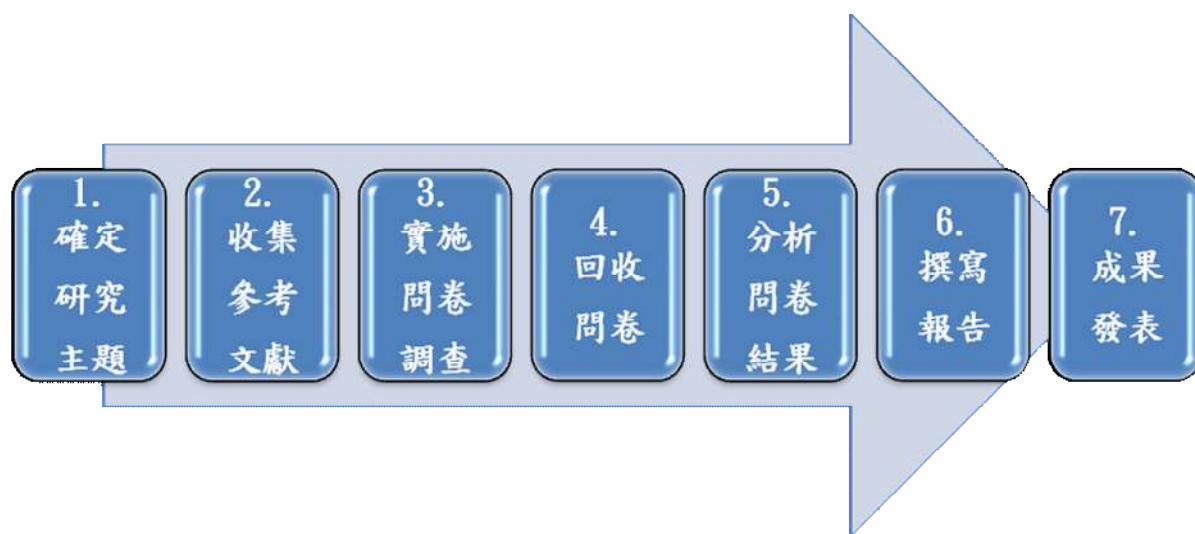 1.
確定
研究
主題
2.
收集
參考
文獻
3.
實施
問卷
調查
4.
回收
問卷
5.
分析
問卷
結果
6.
撰寫
報告
7.
成果
發表